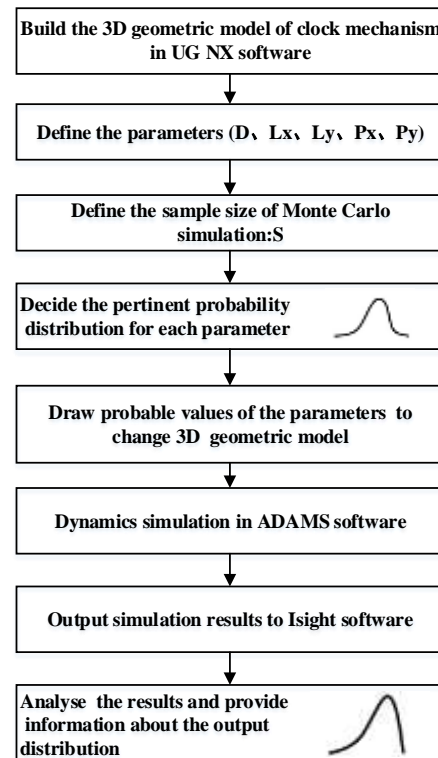 Build the 3D geometric model of clock mechanism
in UG NX software
Define the parameters (D、Lx、Ly、Px、Py)
Define the sample size of Monte Carlo
simulation:S
Decide the pertinent probability
distribution for each parameter
Draw probable values of the parameters to
change 3D geometric model
Dynamics simulation in ADAMS software
Output simulation results to Isight software
Analyse the results and provide
information about the output
distribution